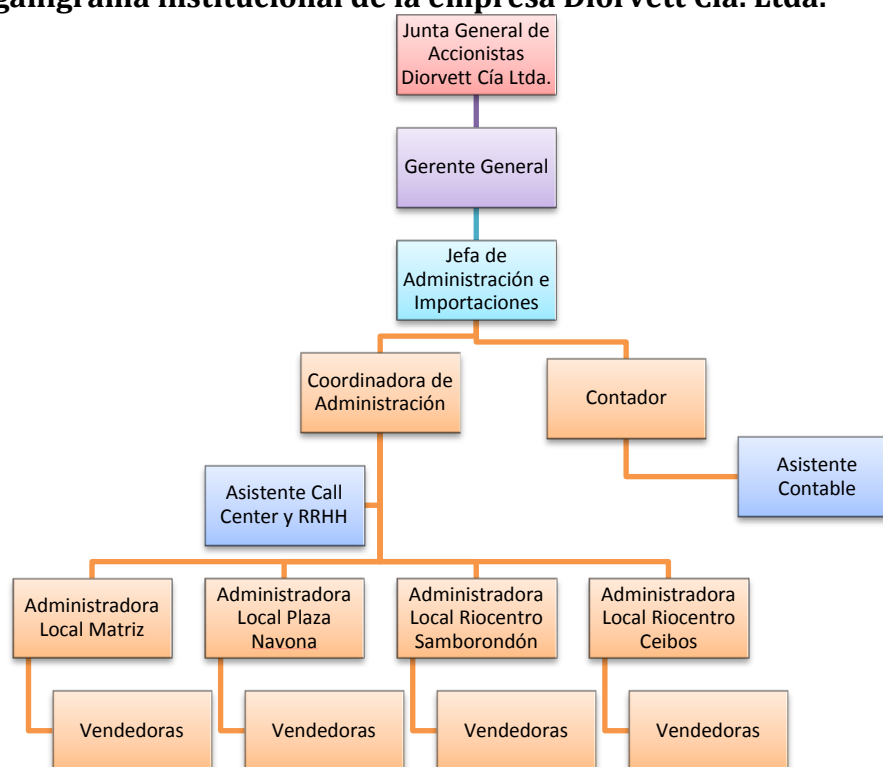 institucional de la empresa Diorvett Cía. Ltda.
Junta General de
Accionistas
Diorvett Cía Ltda.
Gerente General
Jefa de
Administración e
Importaciones
Coordinadora de
Administración
Contador
Asistente Call
Center y RRHH
Asistente
Contable
Administradora
Local Matriz
Administradora
Local Plaza
Navona
Administradora
Local Riocentro
Samborondón
Administradora
Local Riocentro
Ceibos
Vendedoras
Vendedoras
Vendedoras
Vendedoras